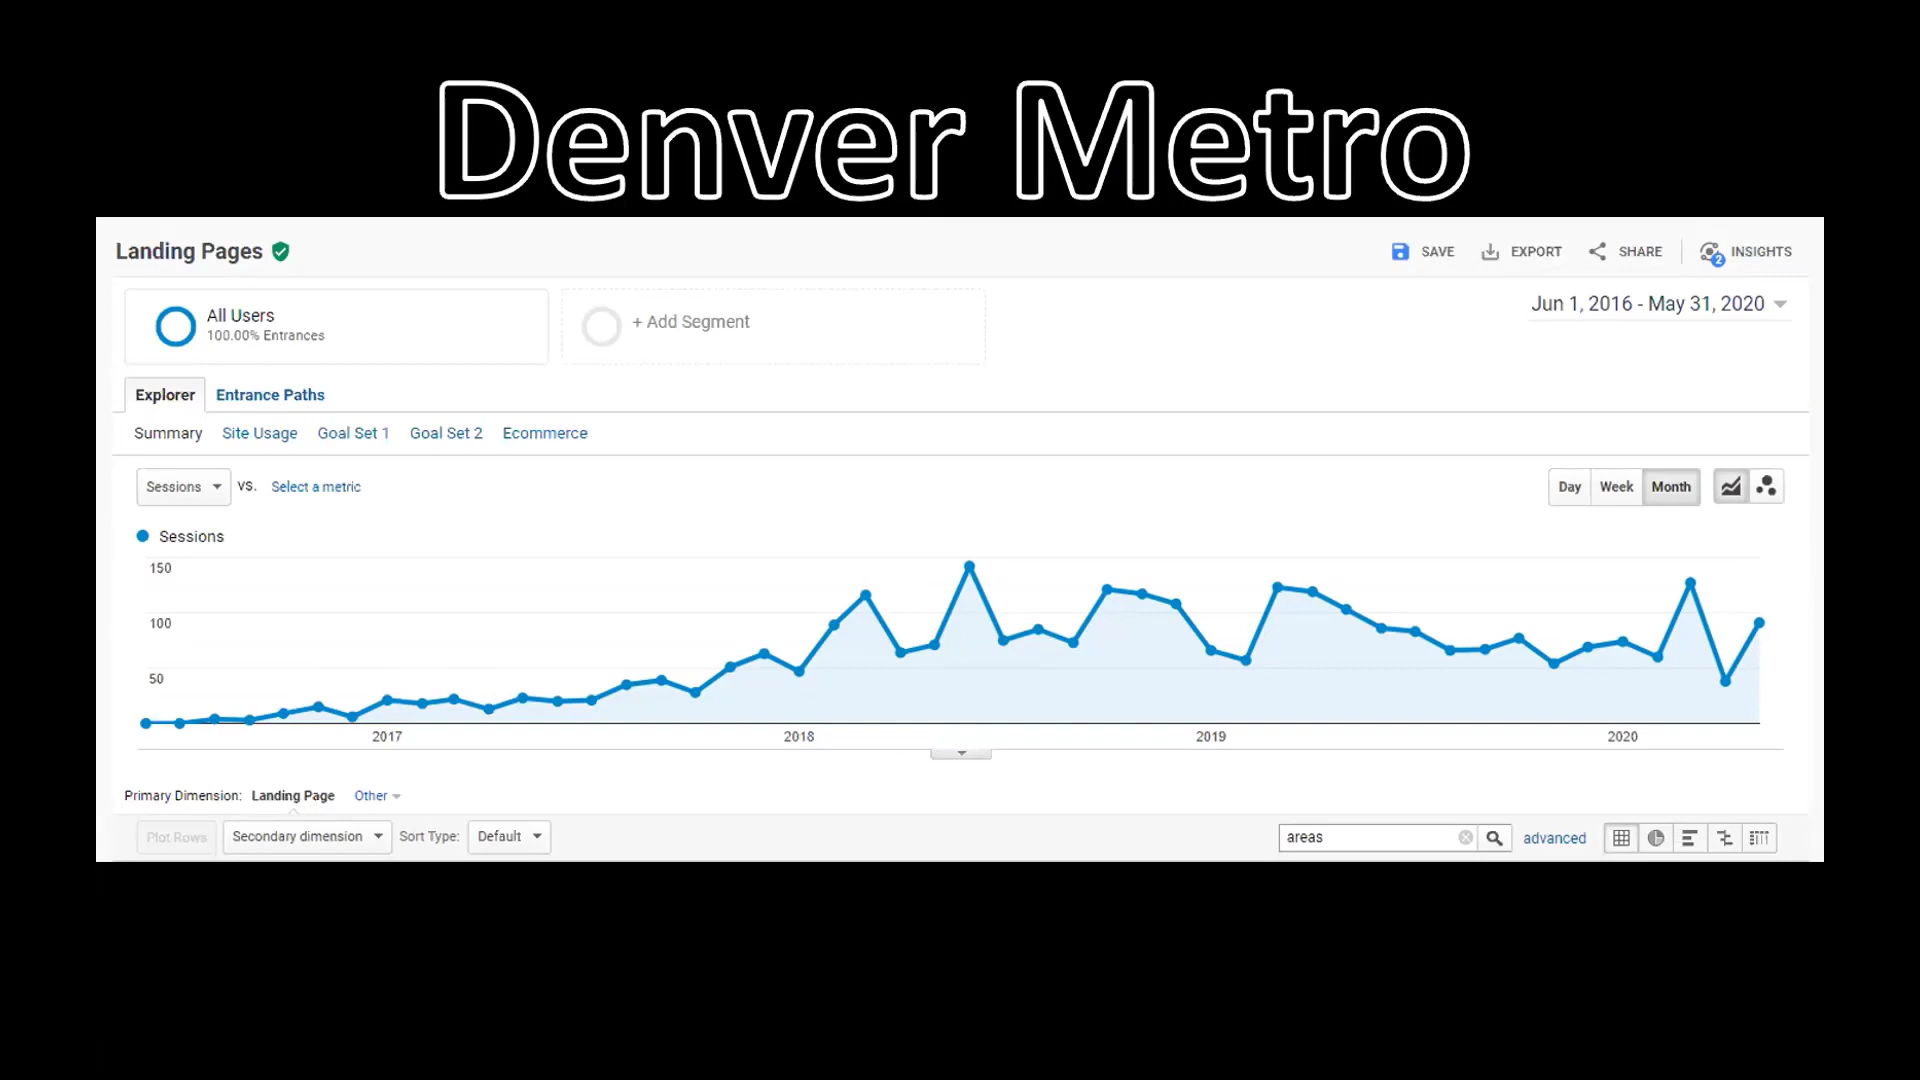 Denver Metro
Landing Pages
SAVE EXPORT SHARE 2 INSIGHTS
All Users
100.00% Entrances
+ Add Segment
Jun 1, 2016 - May 31, 2020
Explorer Entrance Paths
Summary Site Usage Goal Set 1 Goal Set 2 Ecommerce
Sessions VS. Select a metric
Day Week Month
Sessions
150
100
50
2017 2018 2019 2020
Primary Dimension: Landing Page Other
Plot Rows Secondary dimension Sort Type: Default areas advanced